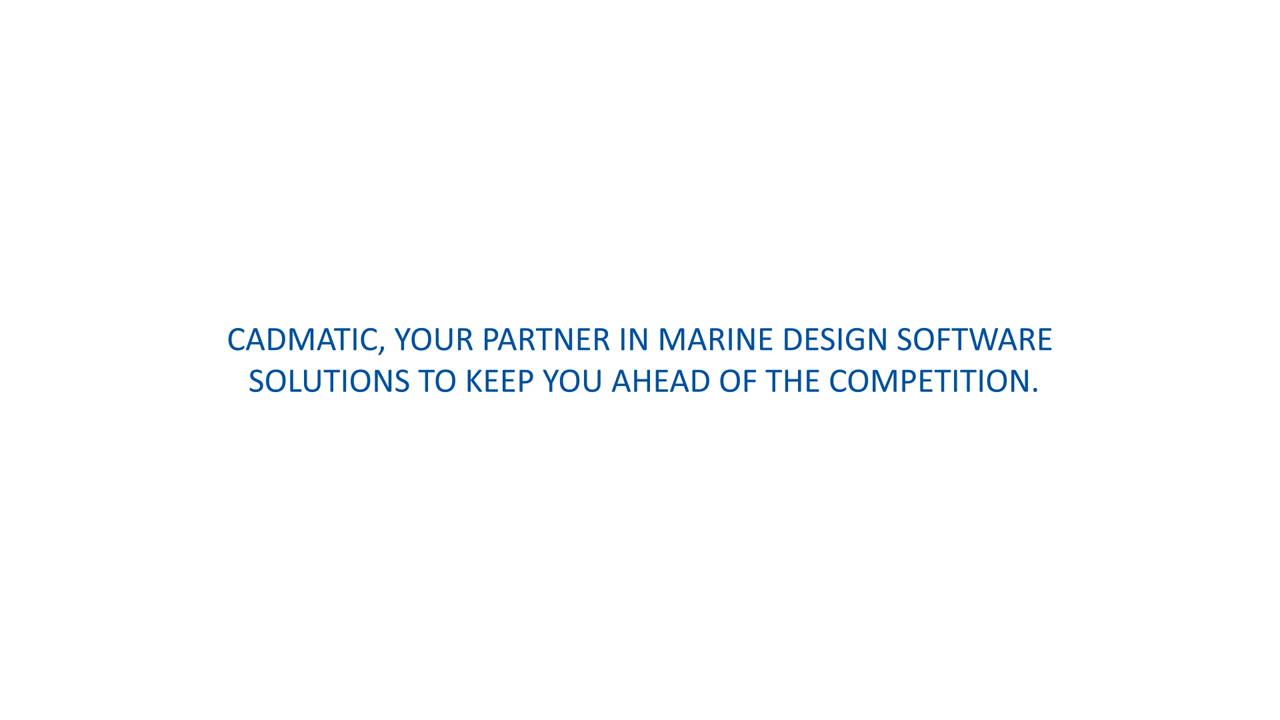 CADMATIC, YOUR PARTNER IN MARINE DESIGN SOFTWARE
SOLUTIONS TO KEEP YOU AHEAD OF THE COMPETITION.